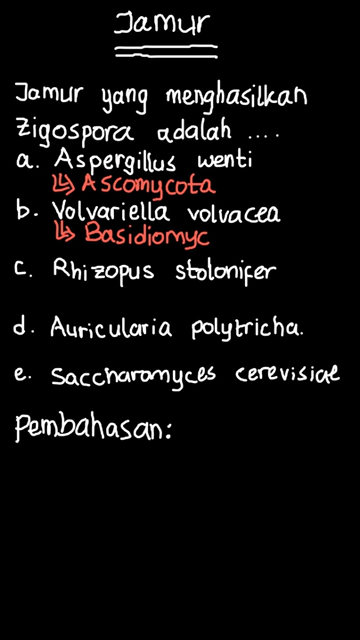 Jamur
Jamur yang menghasilkan
zigospora adalah ....
a. Aspergillus wenti
↳ Ascomycota
b. Volvariella volvacea
↳ Basidiomyc
c. Rhizopus stolonifer
d. Auricularia polytricha.
e. Saccharomyces cerevisiae
Pembahasan: